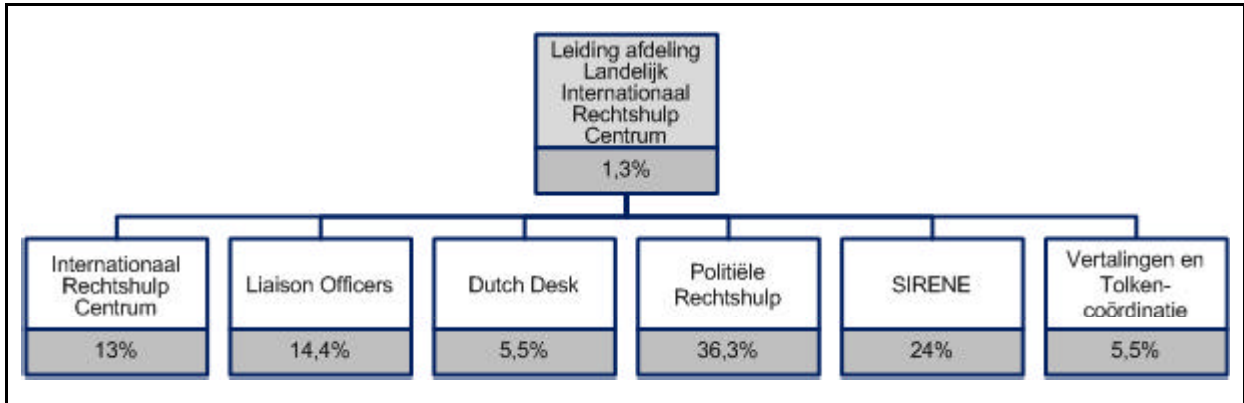 Leiding afdeling
Landelijk
Internationaal
Rechtshulp
Centrum
1,3%
Internationaal
Rechtshulp
Centrum
13%
Liaison Officers
14,4%
Dutch Desk
5,5%
Politiële
Rechtshulp
36,3%
SIRENE
24%
Vertalingen en
Tolken-
coördinatie
5,5%